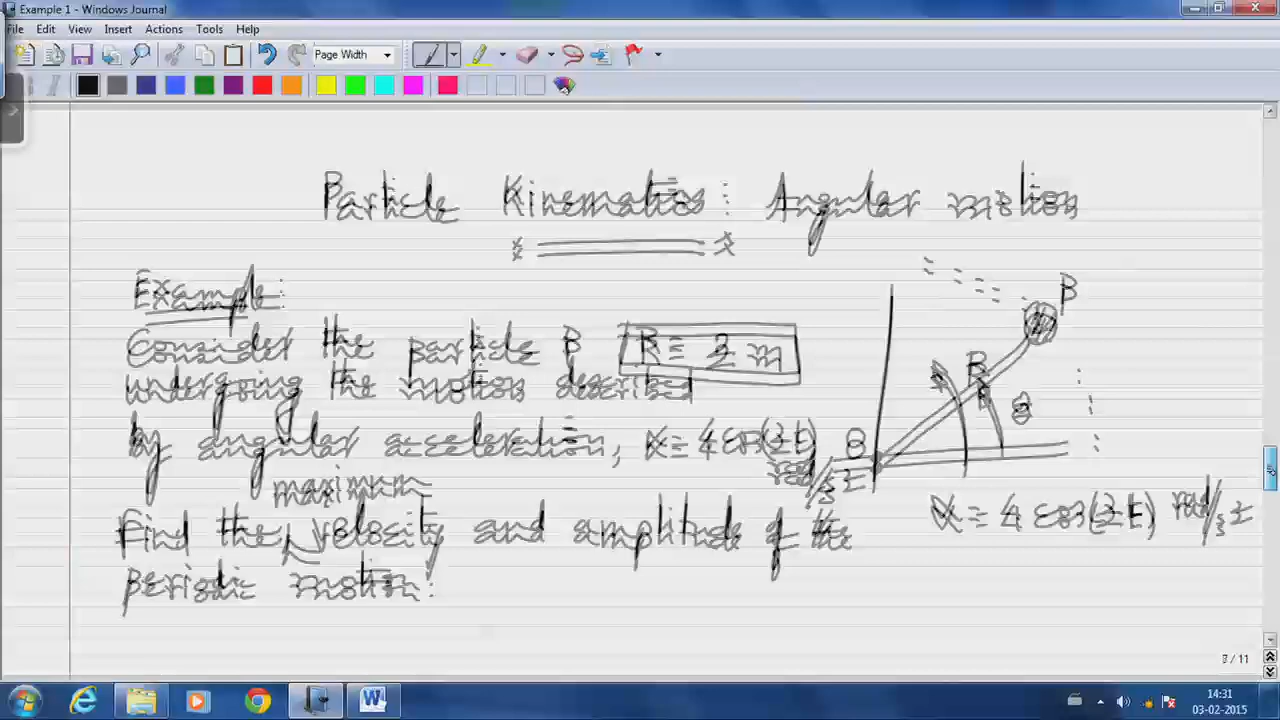 Example 1 - Windows Journal
File Edit View Insert Actions Tools Help
Page Width
Particle Kinematics : Angular motion
Example :
Consider the particle B R = 2 m
undergoing the motion described
by angular acceleration, α = 4 cos(2t)
rad/s²
maximum
Find the velocity and amplitude of the
periodic motion.
B
R
θ
O
α = 4 cos(2t) rad/s²
/ 11
14:31
03-02-2015